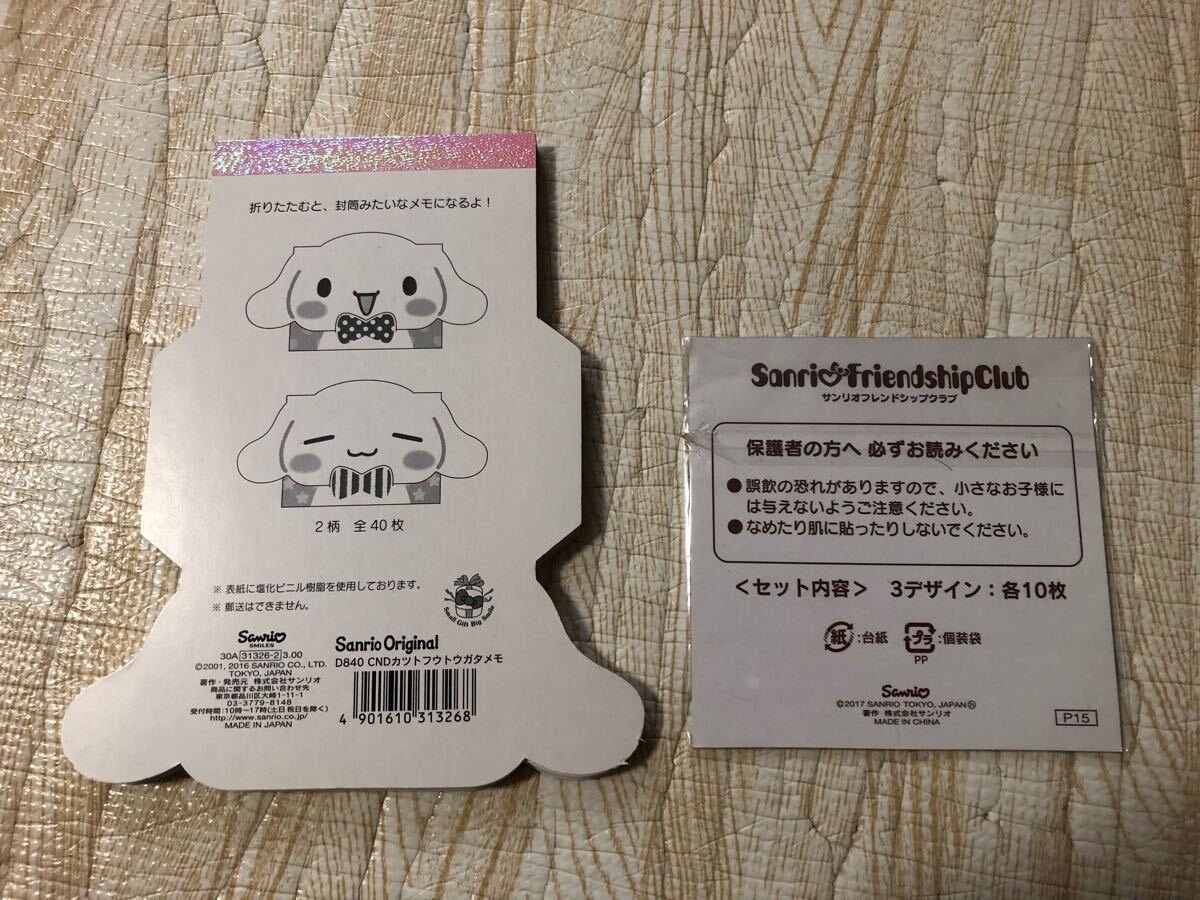 折りたたむと、封筒みたいなメモになるよ！
2柄 全40枚
※ 表紙に塩化ビニル樹脂を使用しております。
※ 郵送はできません。
Small Gift Big Smile
Sanrio
SMILES
30A 31326-2 3.00
©2001, 2016 SANRIO CO., LTD.
TOKYO, JAPAN
著作・発売元 株式会社サンリオ
商品に関するお問い合わせ先
東京都品川区大崎1-11-1
03-3779-8148
受付時間:10時〜17時(土日 祝日を除く)
http://www.sanrio.co.jp/
MADE IN JAPAN
Sanrio Original
D840 CNDカツトフウトウガタメモ
4 901610 313268
Sanrio FriendshipClub
サンリオフレンドシップクラブ
保護者の方へ 必ずお読みください
●誤飲の恐れがありますので、小さなお子様に
は与えないようご注意ください。
●なめたり肌に貼ったりしないでください。
＜セット内容＞ 3デザイン：各10枚
紙:台紙 プラ:個装袋
PP
Sanrio
©2017 SANRIO TOKYO, JAPAN Ⓝ
著作 株式会社サンリオ
MADE IN CHINA
P15